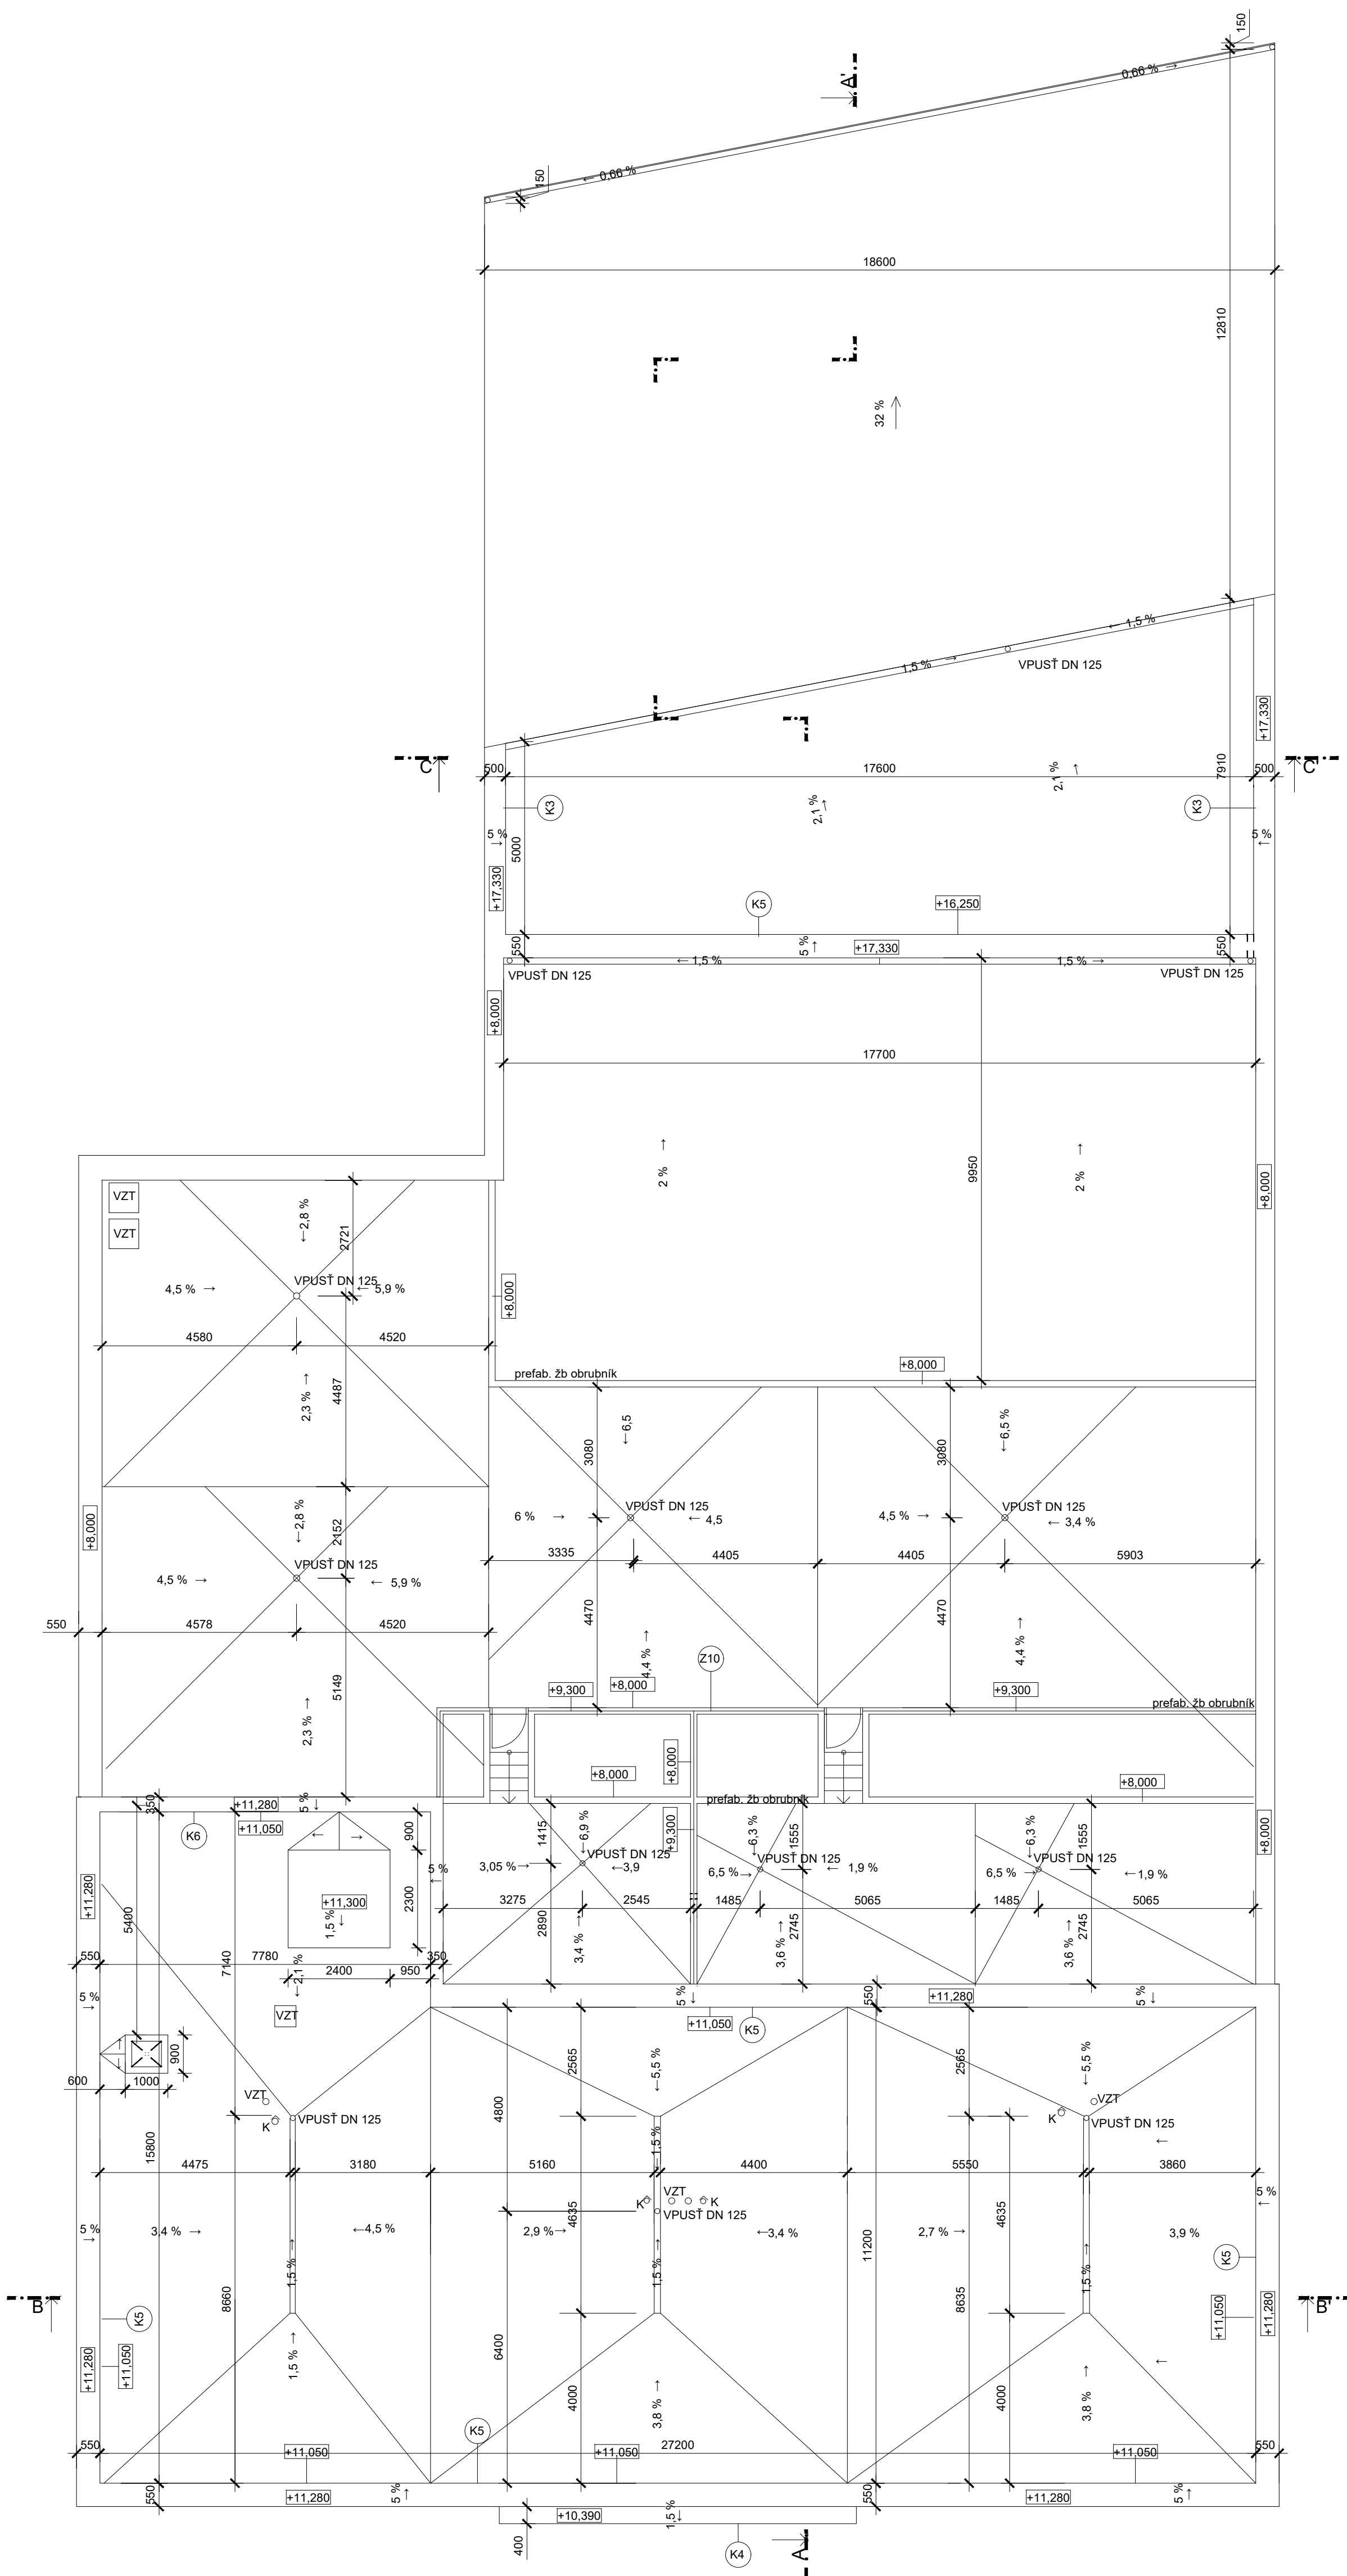 150
A'
0,66 % →
150
← 0,66 %
18600
12810
32 %
← 1,5 %
1,5 % →
VPUSŤ DN 125
+17,330
C
500
17600
7910
500
C'
2,1 % →
2,1 % →
K3
K3
5 %
→
5 %
←
5000
+17,330
K5
+16,250
550
5 % →
+17,330
550
← 1,5 %
1,5 % →
VPUSŤ DN 125
VPUSŤ DN 125
+8,000
17700
2 % →
2 % →
9950
+8,000
VZT
VZT
← 2,8 %
2721
VPUSŤ DN 125
4,5 % →
← 5,9 %
+8,000
4580
4520
+8,000
prefab. žb obrubník
2,3 % →
4487
←6,5
←6,5 %
3080
3080
VPUSŤ DN 125
VPUSŤ DN 125
← 2,8 %
2152
+8,000
6 % →
← 4,5
4,5 % →
← 3,4 %
VPUSŤ DN 125
3335
4405
4405
5903
4,5 % →
← 5,9 %
4470
4470
550
4578
4520
4,4 % →
4,4 % →
Z10
5149
2,3 % →
+9,300
+8,000
+9,300
prefab. žb obrubník
+8,000
+8,000
+8,000
350
+11,280
5 %
prefab. žb obrubník
+11,050
K6
900
1415
←6,9 %
+9,300
←6,3 %
1555
←6,3 %
1555
+8,000
VPUSŤ DN 125
VPUSŤ DN 125
VPUSŤ DN 125
5 %
←
3,05 %→
←3,9
6,5 %→
← 1,9 %
6,5 % →
←1,9 %
+11,280
5400
+11,300
2300
3275
2545
1485
5065
1485
5065
1,5 %
2890
3,4 % →
3,6 % →
2745
3,6 % →
2745
550
7780
350
7140
2400
950
← 2,1 %
5 %
→
VZT
5 %
550
+11,280
5 %
+11,050
K5
900
2565
←5,5 %
2565
←5,5 %
600
1000
VZT
4800
VZT
K
VPUSŤ DN 125
K
VPUSŤ DN 125
15800
←1,5 %
←
4475
3180
5160
4400
5550
3860
VZT
K
K
VPUSŤ DN 125
4635
4635
5 %
←
5 %
→
3,4 % →
←4,5 %
2,9 %→
←3,4 %
2,7 % →
3,9 %
11200
K5
1,5 % →
1,5 % →
1,5 % →
8660
8635
B
B'
K5
+11,050
+11,280
1,5 % →
6400
+11,280
+11,050
←
4000
3,8 % →
4000
3,8 % →
K5
550
+11,050
+11,050
27200
+11,050
550
550
+11,280
5 % →
550
+11,280
5 %
+10,390
1,5 %
400
K4
A